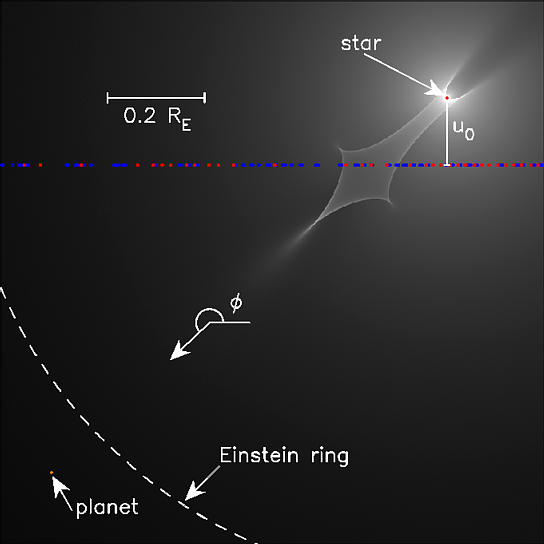 star
0.2 R_E
u_0
ϕ
Einstein ring
planet